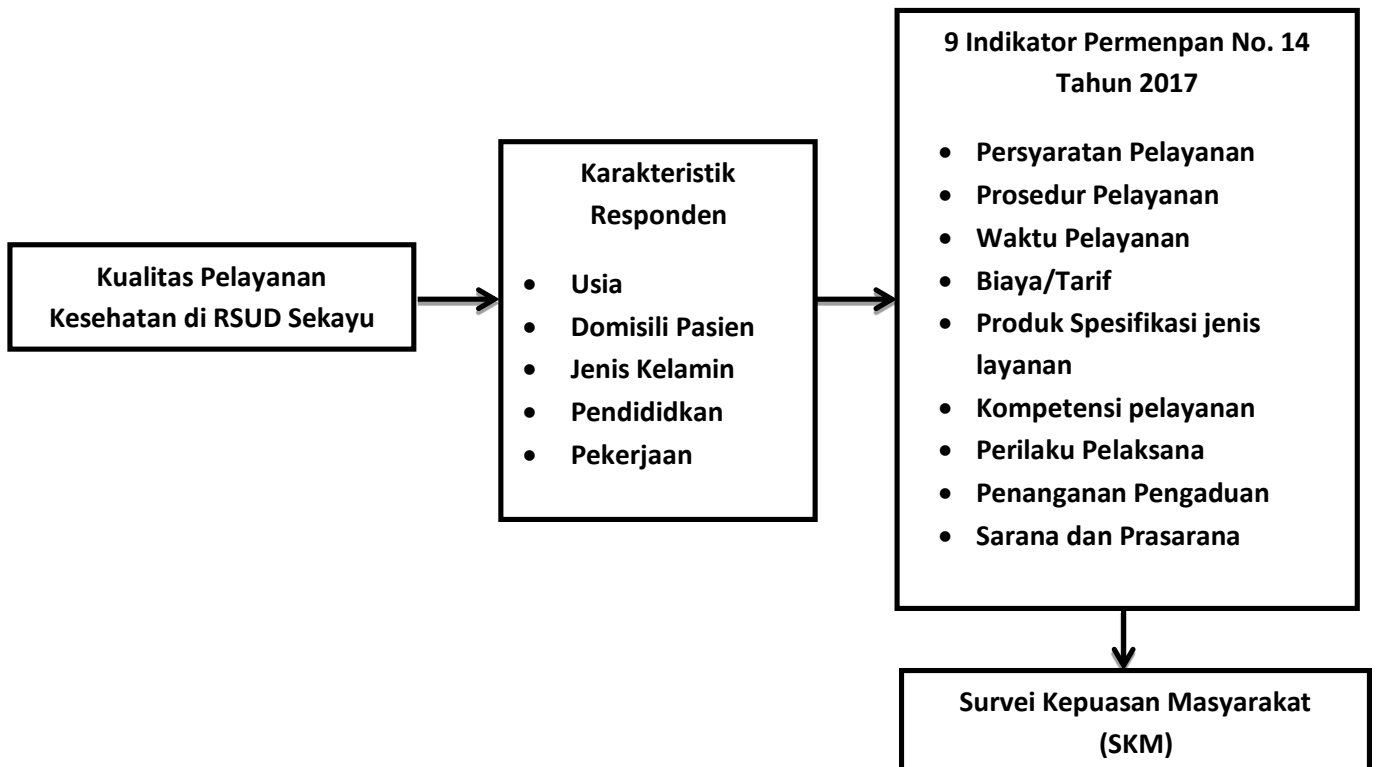 Kualitas Pelayanan
Kesehatan di RSUD Sekayu
Karakteristik
Responden
• Usia
• Domisili Pasien
• Jenis Kelamin
• Pendididkan
• Pekerjaan
9 Indikator Permenpan No. 14
Tahun 2017
• Persyaratan Pelayanan
• Prosedur Pelayanan
• Waktu Pelayanan
• Biaya/Tarif
• Produk Spesifikasi jenis
layanan
• Kompetensi pelayanan
• Perilaku Pelaksana
• Penanganan Pengaduan
• Sarana dan Prasarana
Survei Kepuasan Masyarakat
(SKM)